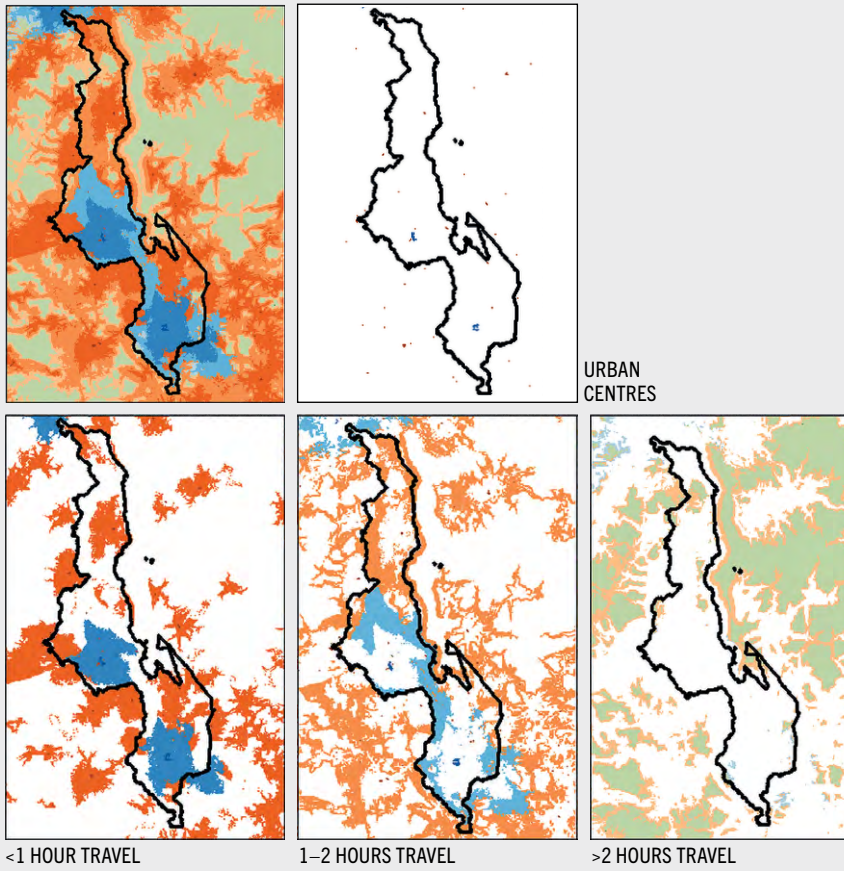 URBAN
CENTRES
<1 HOUR TRAVEL
1–2 HOURS TRAVEL
>2 HOURS TRAVEL